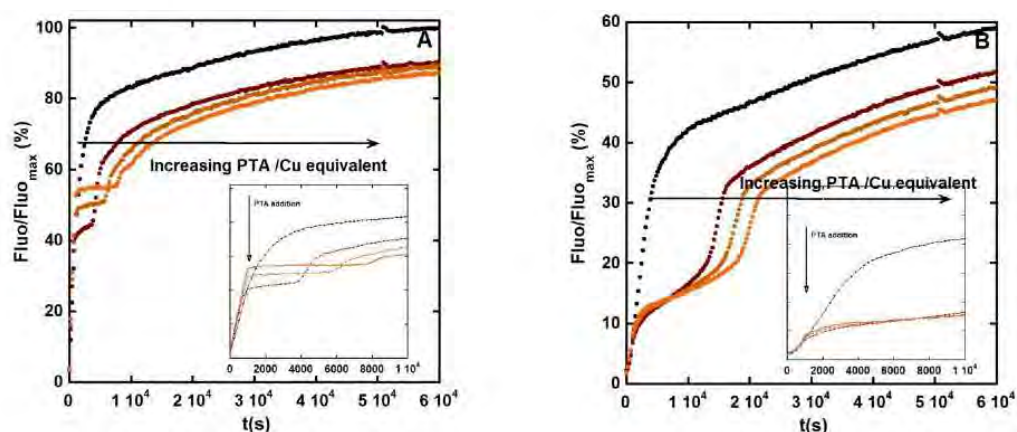 A
Fluo/Fluo max (%)
100
80
60
40
20
0
Increasing PTA /Cu equivalent
PTA addition
0 2000 4000 6000 8000 1 10⁴
0 1 10⁴ 2 10⁴ 3 10⁴ 4 10⁴ 5 10⁴ 6 10⁴
t(s)
B
Fluo/Fluo max (%)
60
50
40
30
20
10
0
Increasing PTA /Cu equivalent
PTA addition
0 2000 4000 6000 8000 1 10⁴
0 1 10⁴ 2 10⁴ 3 10⁴ 4 10⁴ 5 10⁴ 6 10⁴
t(s)